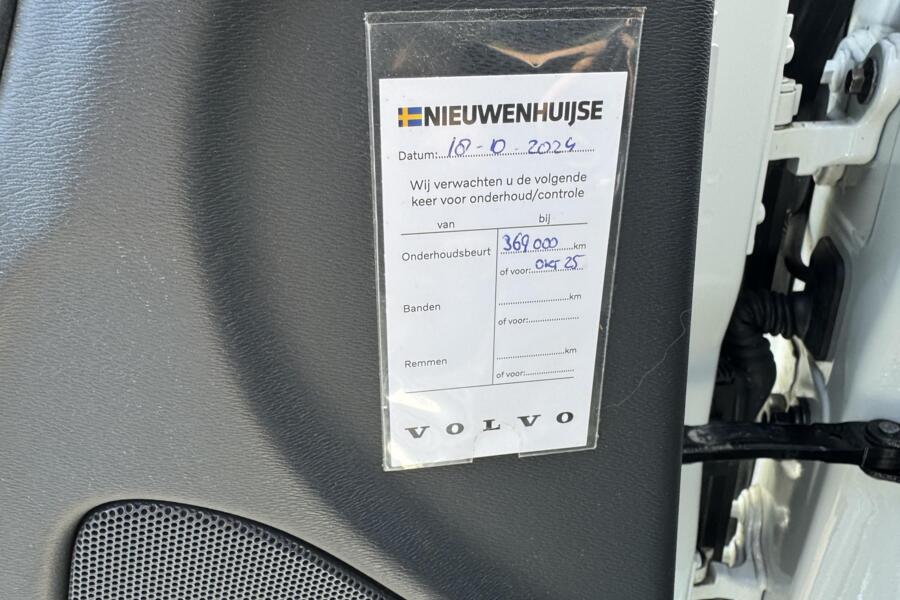 NIEUWENHUIJSE
Datum: 18-10-2024
Wij verwachten u de volgende
keer voor onderhoud/controle
van bij
Onderhoudsbeurt 369 000 km
of voor: okt 25
Banden km
of voor:
Remmen km
of voor:
VOLVO